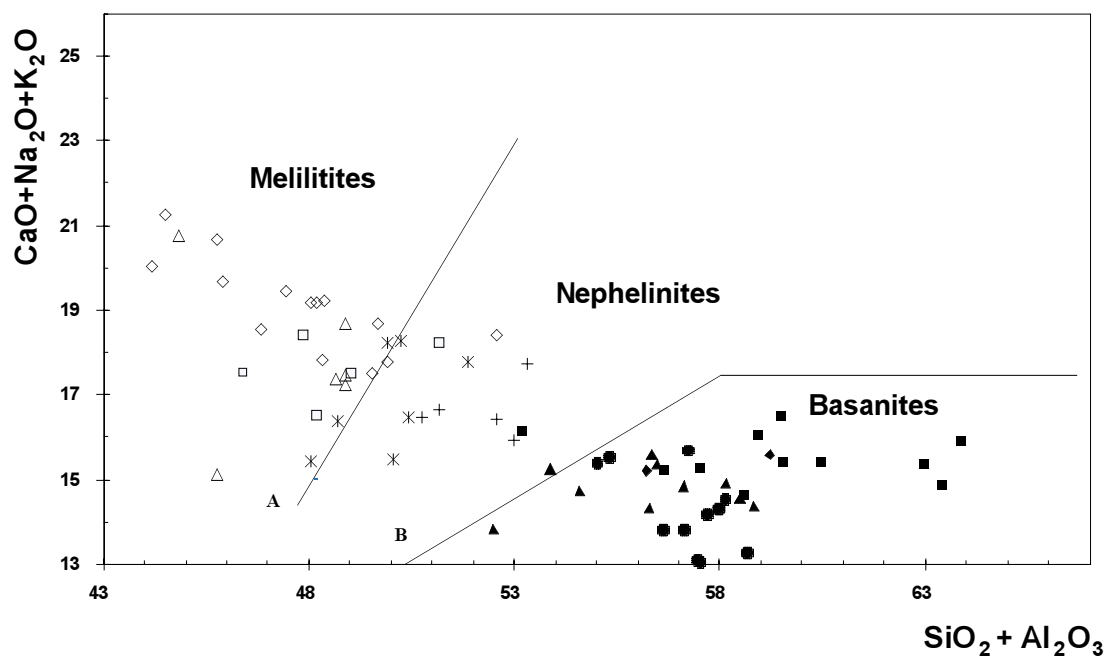 CaO+Na₂O+K₂O
25
23
21
19
17
15
13
Melilitites
Nephelinites
Basanites
A
B
43
48
53
58
63
SiO₂ + Al₂O₃